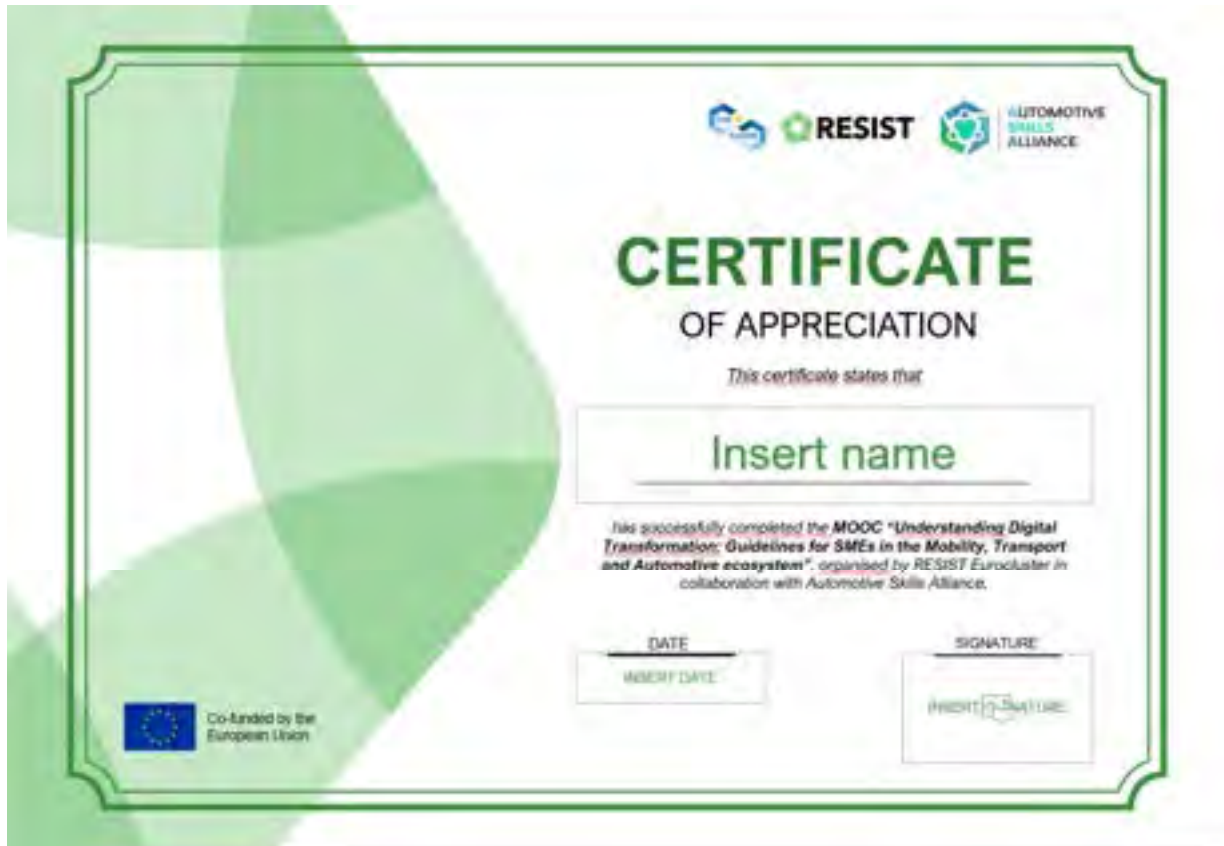 RESIST
AUTOMOTIVE
SKILLS
ALLIANCE
CERTIFICATE
OF APPRECIATION
This certificate states that
Insert name
has successfully completed the MOOC "Understanding Digital
Transformation: Guidelines for SMEs in the Mobility, Transport
and Automotive ecosystem", organised by RESIST Eurocluster in
collaboration with Automotive Skills Alliance.
DATE
SIGNATURE
INSERT DATE
INSERT SIGNATURE
Co-funded by the
European Union